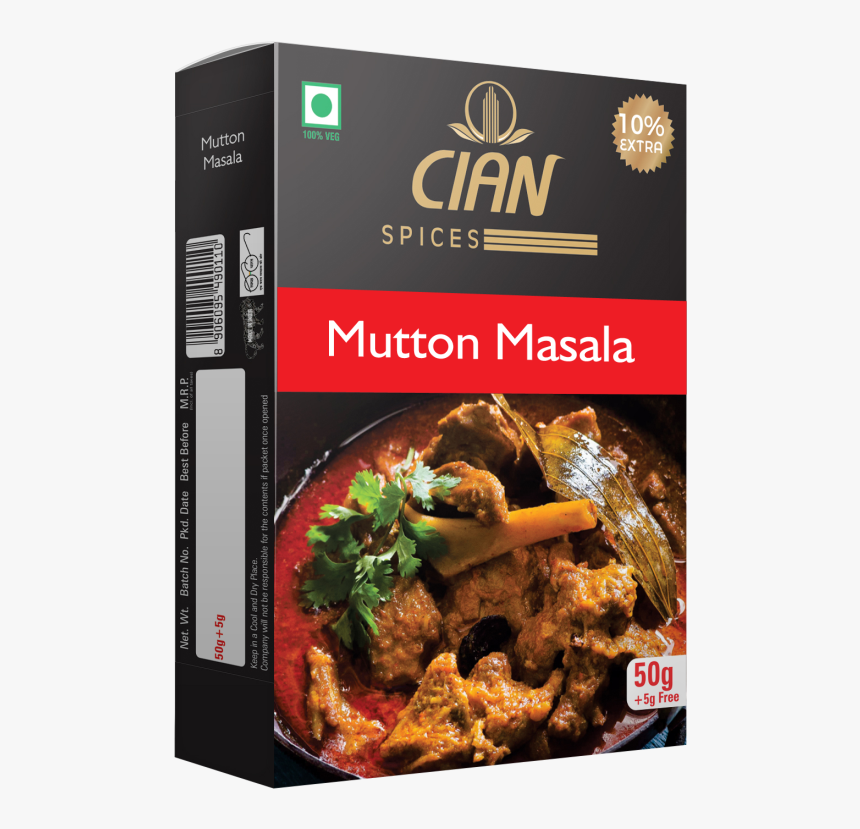 100% VEG
CIAN
SPICES
10%
EXTRA
Mutton Masala
50g
+5g Free
Mutton
Masala
8 906095 490110
Net. Wt. Batch No. Pkd. Date Best Before M.R.P.
50g+5g
Keep in a Cool and Dry Place.
Company will not be responsible for the contents if packet once opened